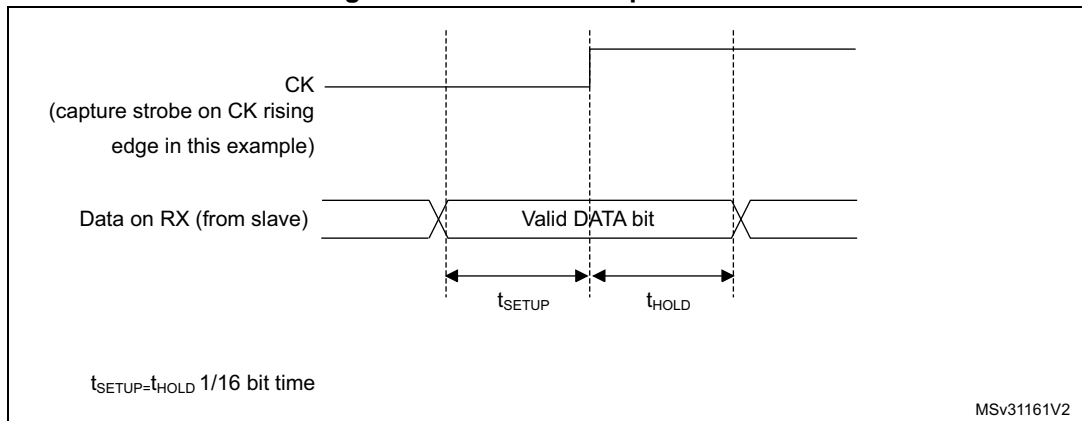 CK
(capture strobe on CK rising
edge in this example)
Data on RX (from slave)
Valid DATA bit
tSETUP
tHOLD
tSETUP=tHOLD 1/16 bit time
MSv31161V2